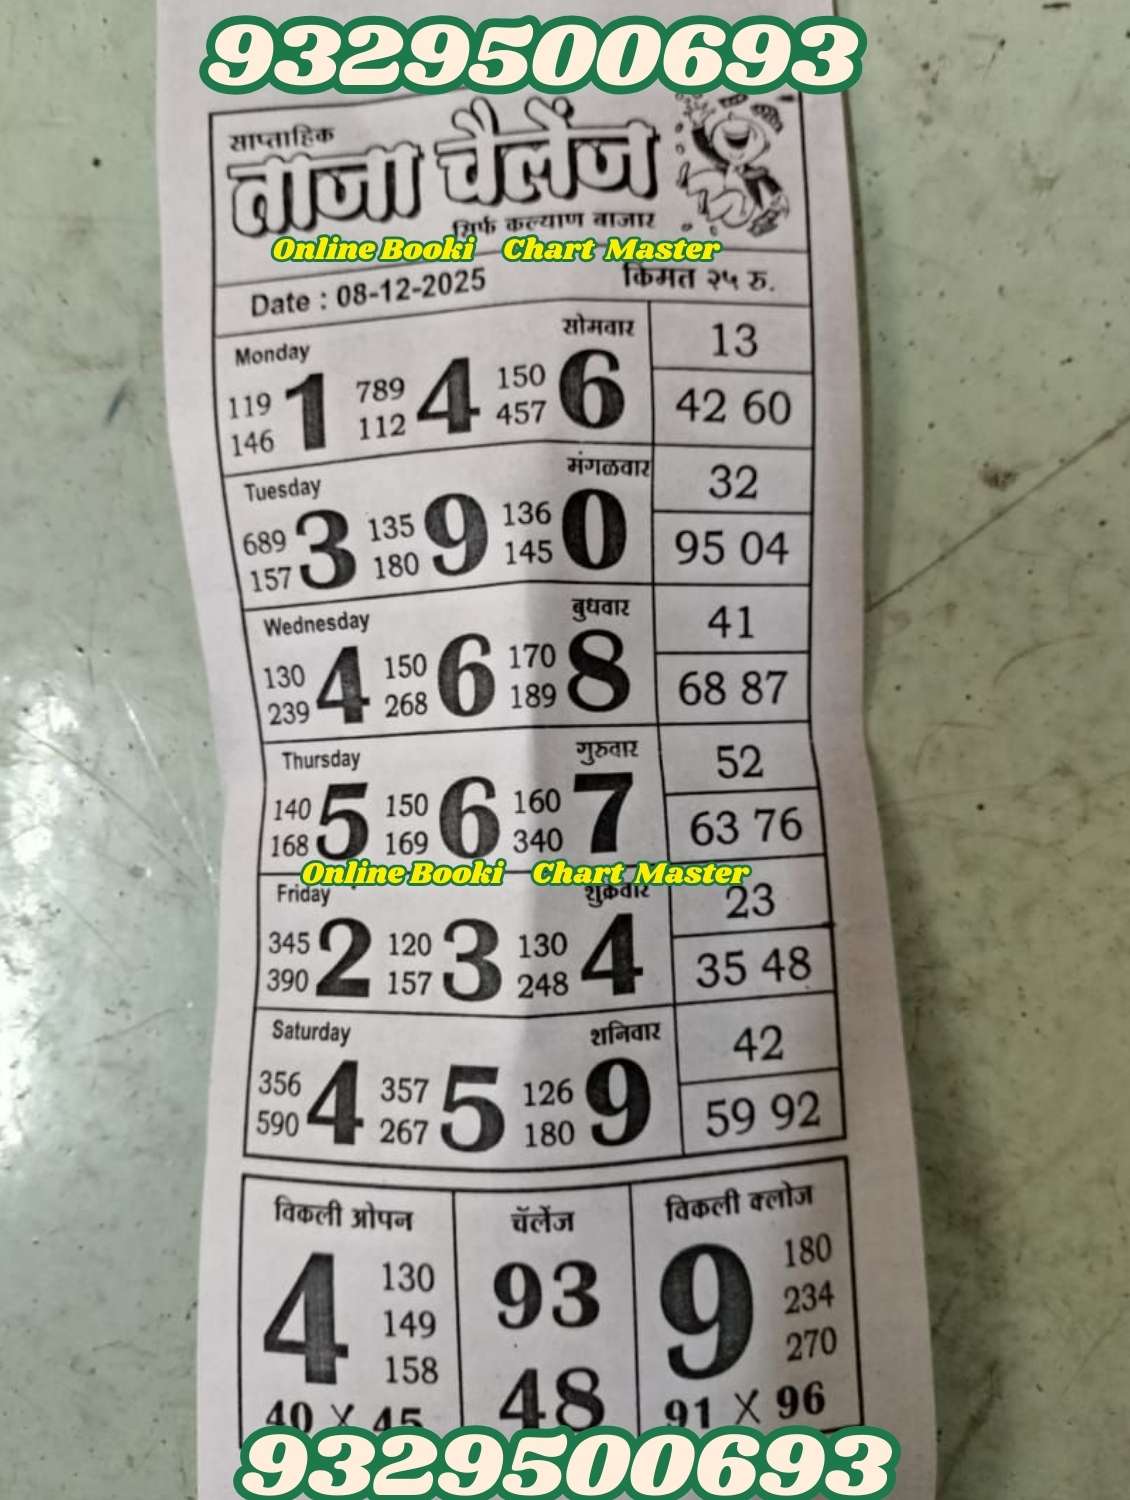 9329500693
साप्ताहिक
ताजा चैलेंज
सिर्फ कल्याण बाजार
Online Booki Chart Master
Date : 08-12-2025 किंमत २५ रु.
Monday सोमवार 13
119 146 1 789 112 4 150 457 6 42 60
Tuesday मंगळवार 32
689 157 3 135 180 9 136 145 0 95 04
Wednesday बुधवार 41
130 239 4 150 268 6 170 189 8 68 87
Thursday गुरुवार 52
140 168 5 150 169 6 160 340 7 63 76
Online Booki Chart Master
Friday शुक्रवार 23
345 390 2 120 157 3 130 248 4 35 48
Saturday शनिवार 42
356 590 4 357 267 5 126 180 9 59 92
विकली ओपन चॅलेंज विकली क्लोज
4 130 149 158 93 9 180 234 270
40 X 45 48 91 X 96
9329500693